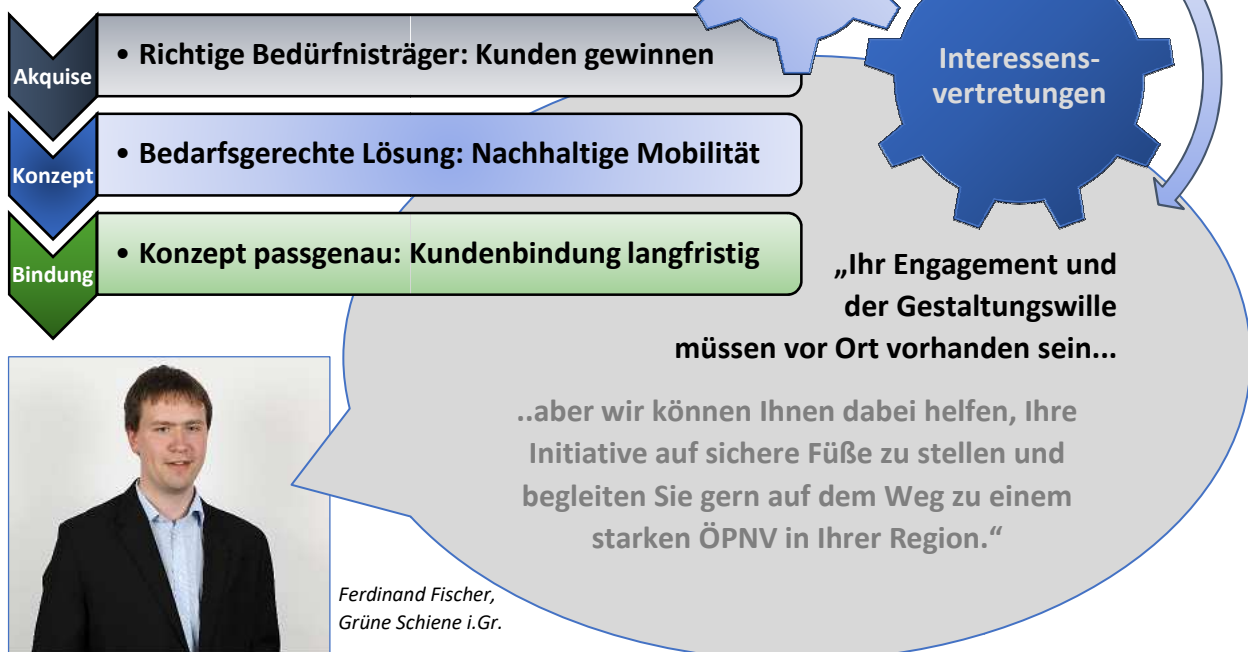 Akquise
• Richtige Bedürfnisträger: Kunden gewinnen
Konzept
• Bedarfsgerechte Lösung: Nachhaltige Mobilität
Bindung
• Konzept passgenau: Kundenbindung langfristig
Interessens-
vertretungen
„Ihr Engagement und
der Gestaltungswille
müssen vor Ort vorhanden sein...
..aber wir können Ihnen dabei helfen, Ihre
Initiative auf sichere Füße zu stellen und
begleiten Sie gern auf dem Weg zu einem
starken ÖPNV in Ihrer Region.“
Ferdinand Fischer,
Grüne Schiene i.Gr.